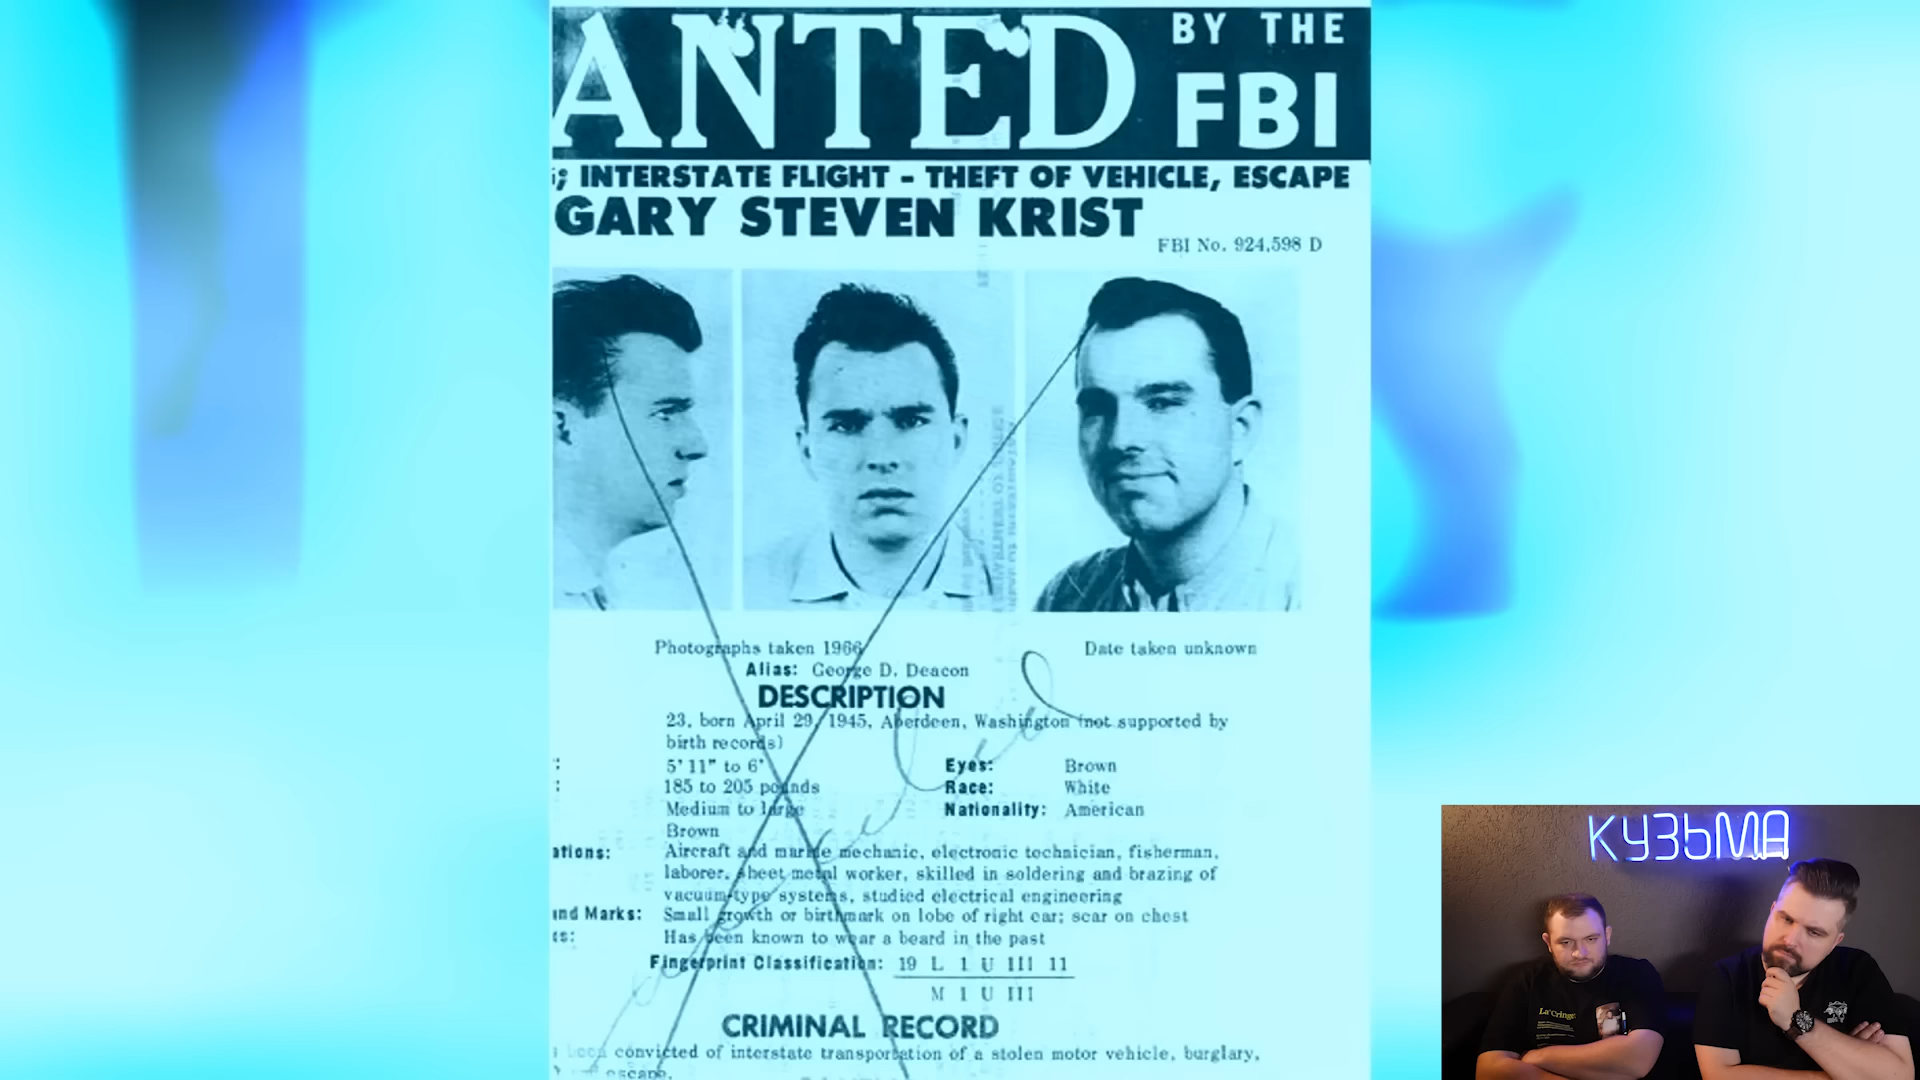 ANTED BY THE
FBI
; INTERSTATE FLIGHT - THEFT OF VEHICLE, ESCAPE
GARY STEVEN KRIST
FBI No. 924,598 D
Photographs taken 1966
Date taken unknown
Alias: George D. Deacon
DESCRIPTION
23, born April 29, 1945, Aberdeen, Washington (not supported by
birth records)
: 5' 11" to 6' Eyes: Brown
: 185 to 205 pounds Race: White
Medium to large Nationality: American
Brown
ations: Aircraft and marine mechanic, electronic technician, fisherman,
laborer, sheet metal worker, skilled in soldering and brazing of
vacuum-type systems, studied electrical engineering
and Marks: Small growth or birthmark on lobe of right ear; scar on chest
ks: Has been known to wear a beard in the past
Fingerprint Classification: 19 L 1 U III 11
M 1 U III
CRIMINAL RECORD
been convicted of interstate transportation of a stolen motor vehicle, burglary,
escape.
КУЗЬМА
La'Cringe